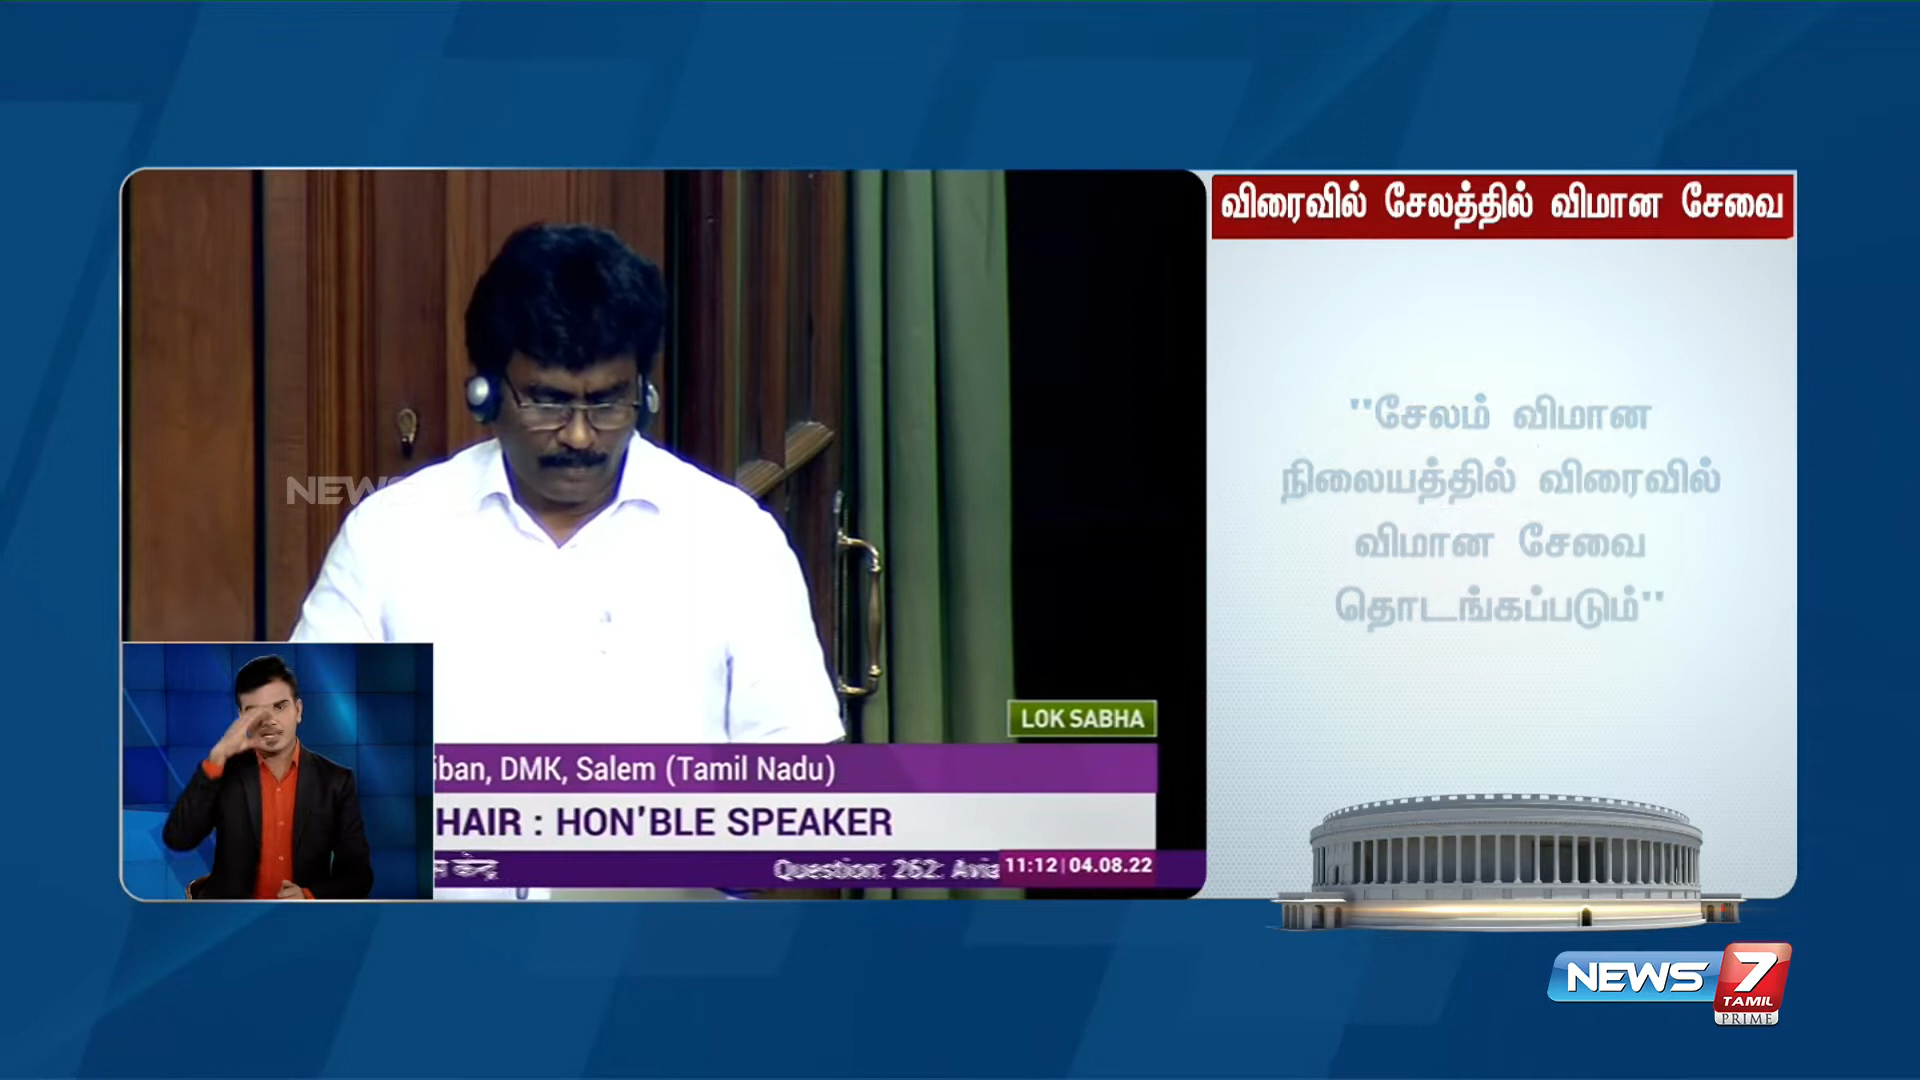 விரைவில் சேலத்தில் விமான சேவை
"சேலம் விமான
நிலையத்தில் விரைவில்
விமான சேவை
தொடங்கப்படும்"
NEWS
LOK SABHA
iban, DMK, Salem (Tamil Nadu)
HAIR : HON'BLE SPEAKER
Question: 262: Avia
11:12 | 04.08.22
NEWS 7
TAMIL
PRIME